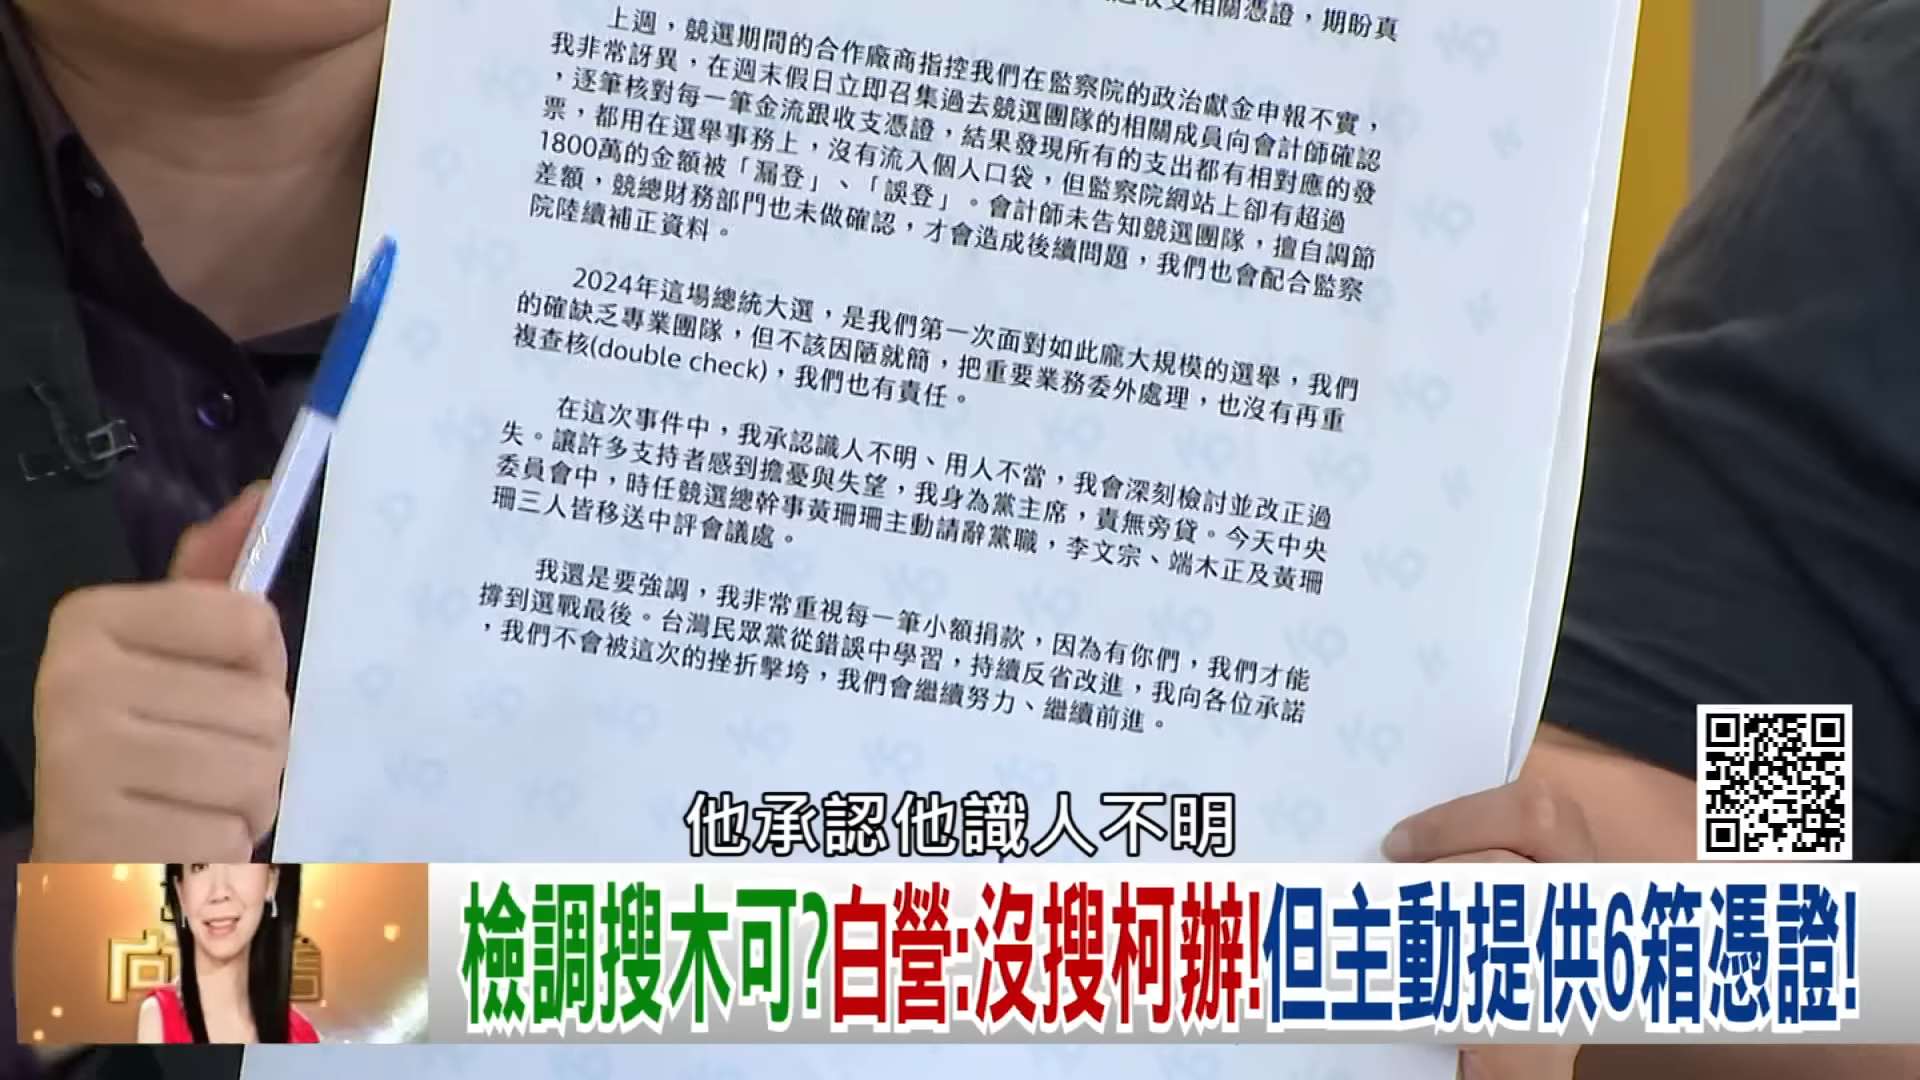 收支相關憑證，期盼真
上週，競選期間的合作廠商指控我們在監察院的政治獻金申報不實，
我非常訝異，在週末假日立即召集過去競選團隊的相關成員向會計師確認
，逐筆核對每一筆金流跟收支憑證，結果發現所有的支出都有相對應的發
票，都用在選舉事務上，沒有流入個人口袋，但監察院網站上卻有超過
1800萬的金額被「漏登」、「誤登」。會計師未告知競選團隊，擅自調節
差額，競總財務部門也未做確認，才會造成後續問題，我們也會配合監察
院陸續補正資料。
2024年這場總統大選，是我們第一次面對如此龐大規模的選舉，我們
的確缺乏專業團隊，但不該因陋就簡，把重要業務委外處理，也沒有再重
複查核(double check)，我們也有責任。
在這次事件中，我承認識人不明、用人不當，我會深刻檢討並改正過
失。讓許多支持者感到擔憂與失望，我身為黨主席，責無旁貸。今天中央
委員會中，時任競選總幹事黃珊珊主動請辭黨職，李文宗、端木正及黃珊
珊三人皆移送中評會議處。
我還是要強調，我非常重視每一筆小額捐款，因為有你們，我們才能
撐到選戰最後。台灣民眾黨從錯誤中學習，持續反省改進，我向各位承諾
，我們不會被這次的挫折擊垮，我們會繼續努力、繼續前進。
他承認他識人不明
檢調搜木可?白營:沒搜柯辦!但主動提供6箱憑證!